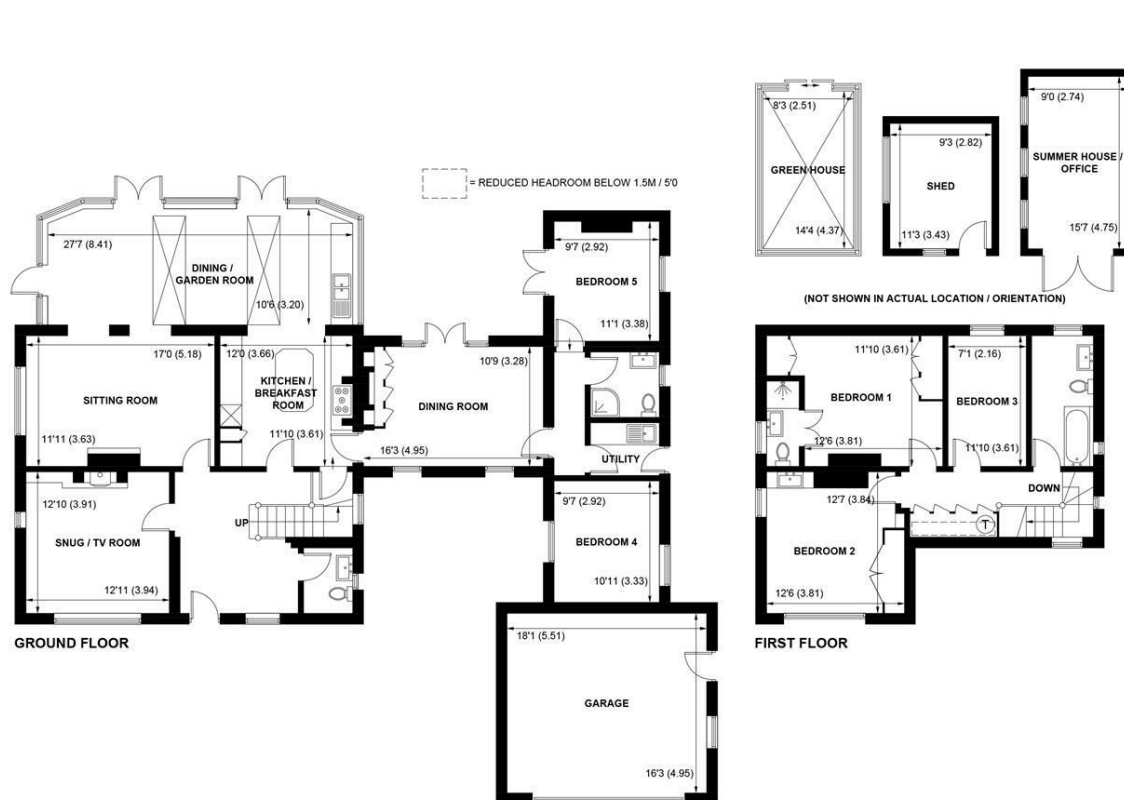 = REDUCED HEADROOM BELOW 1.5M / 5'0
27'7 (8.41)
DINING /
GARDEN ROOM
10'6 (3.20)
17'0 (5.18)
SITTING ROOM
11'11 (3.63)
12'0 (3.66)
KITCHEN /
BREAKFAST
ROOM
11'10 (3.61)
10'9 (3.28)
DINING ROOM
16'3 (4.95)
9'7 (2.92)
BEDROOM 5
11'1 (3.38)
UTILITY
12'10 (3.91)
SNUG / TV ROOM
12'11 (3.94)
UP
9'7 (2.92)
BEDROOM 4
10'11 (3.33)
18'1 (5.51)
GARAGE
16'3 (4.95)
GROUND FLOOR
8'3 (2.51)
GREEN HOUSE
14'4 (4.37)
9'3 (2.82)
SHED
11'3 (3.43)
9'0 (2.74)
SUMMER HOUSE /
OFFICE
15'7 (4.75)
(NOT SHOWN IN ACTUAL LOCATION / ORIENTATION)
11'10 (3.61)
BEDROOM 1
12'6 (3.81)
7'1 (2.16)
BEDROOM 3
11'10 (3.61)
DOWN
T
12'7 (3.84)
BEDROOM 2
12'6 (3.81)
FIRST FLOOR